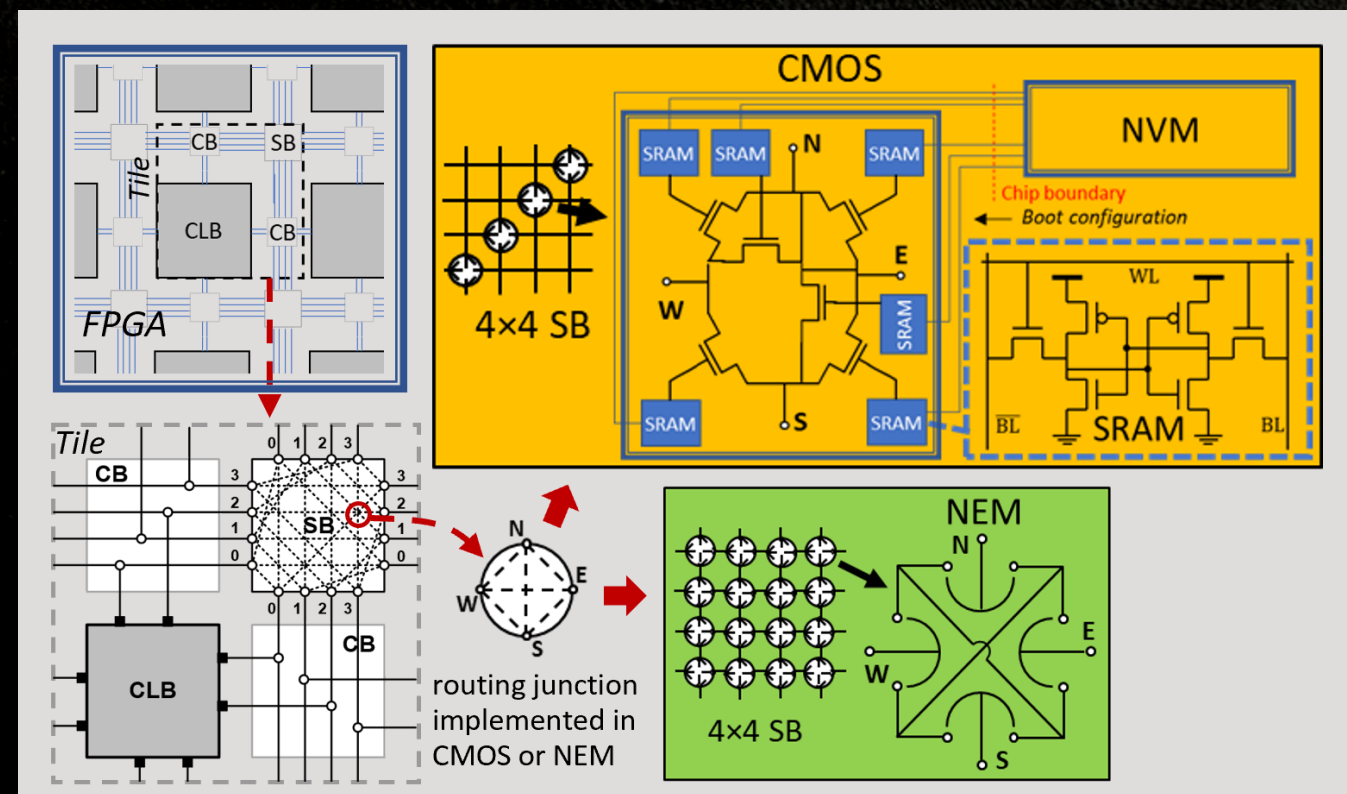 CB
SB
Tile
CLB
CB
FPGA
CMOS
NVM
SRAM
SRAM
SRAM
N
Chip boundary
Boot configuration
E
W
4×4 SB
SRAM
S
SRAM
SRAM
WL
BL
SRAM
BL
Tile
CB
0
1
2
3
3
2
1
0
SB
3
2
1
0
0
1
2
3
CB
CLB
N
E
W
S
routing junction
implemented in
CMOS or NEM
NEM
N
E
W
S
4×4 SB